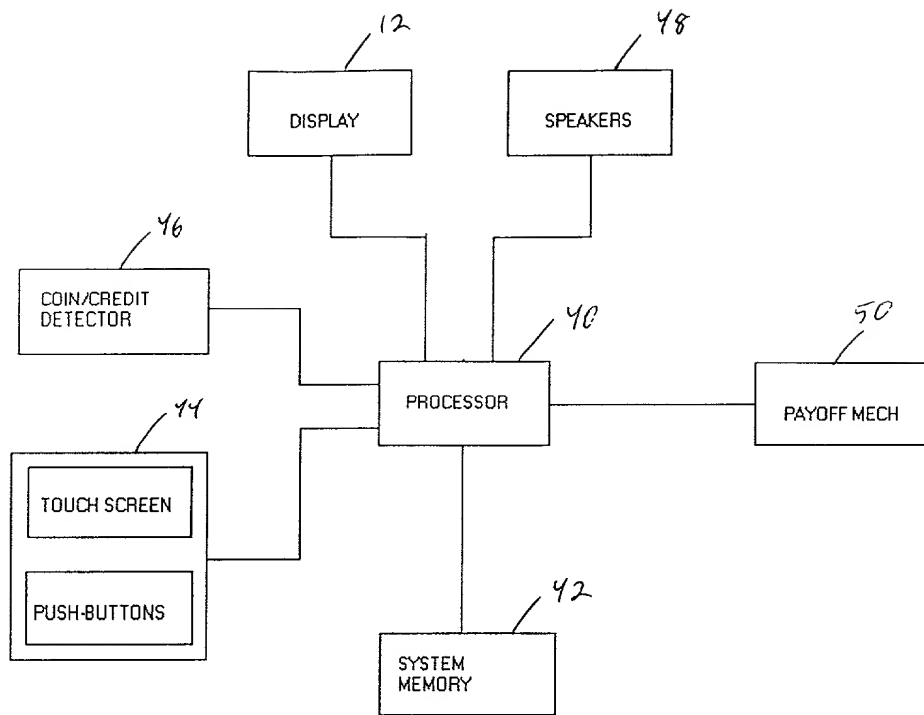 12
48
DISPLAY
SPEAKERS
46
COIN/CREDIT
DETECTOR
40
50
PROCESSOR
PAYOFF MECH
44
TOUCH SCREEN
PUSH-BUTTONS
42
SYSTEM
MEMORY